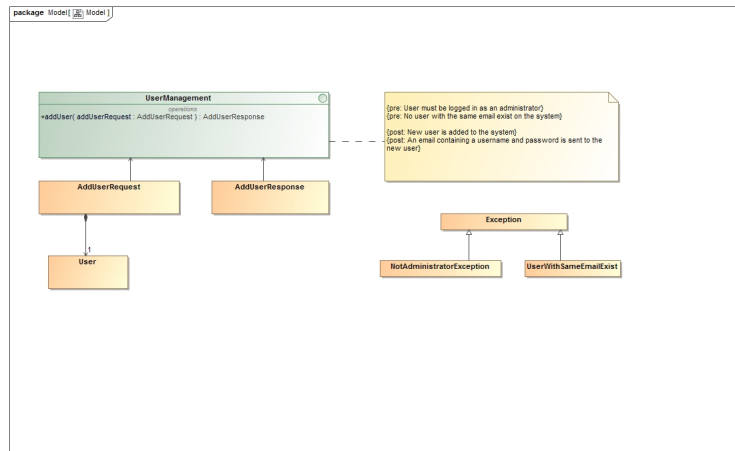 package Model[ Model ]
UserManagement
operations
+addUser( addUserRequest : AddUserRequest ) : AddUserResponse
{pre: User must be logged in as an administrator}
{pre: No user with the same email exist on the system}
{post: New user is added to the system}
{post: An email containing a username and password is sent to the
new user}
AddUserRequest
AddUserResponse
Exception
1
User
NotAdministratorException
UserWithSameEmailExist